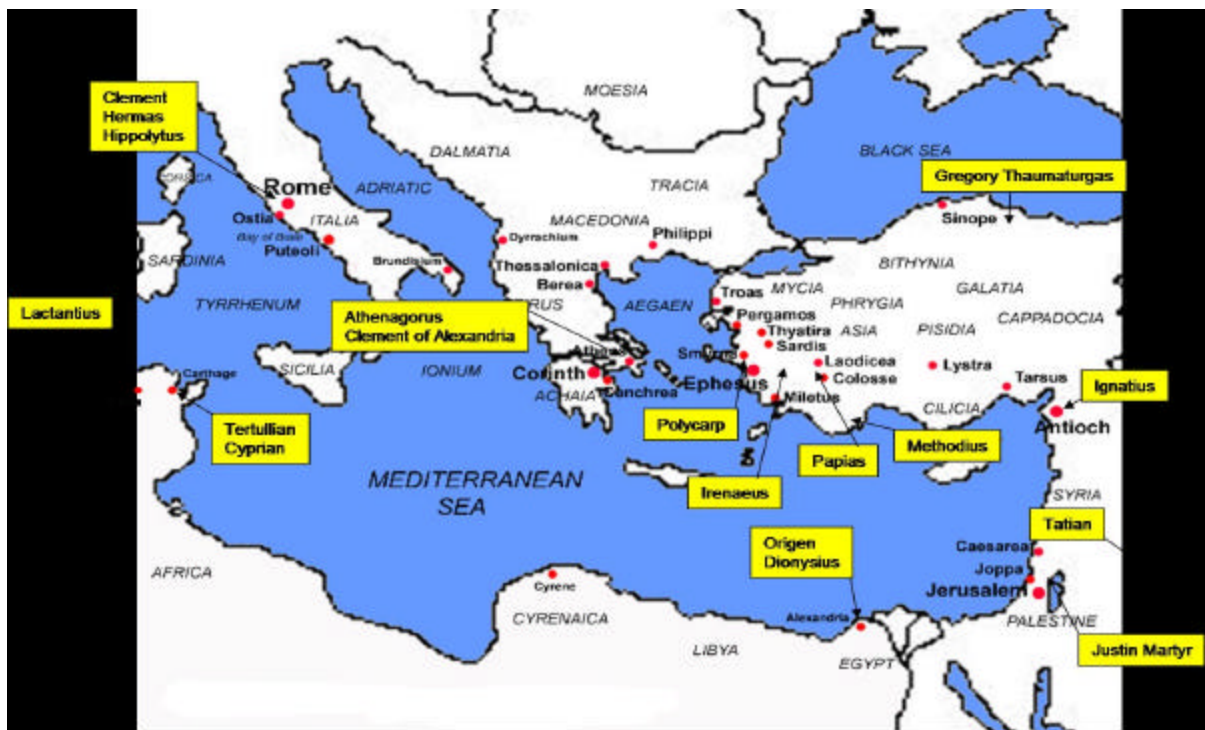 MOESIA
Clement
Hermas
Hippolytus
DALMATIA
BLACK SEA
Gregory Thaumaturgas
CORSICA
Rome
ADRIATIC
TRACIA
Ostia
ITALIA
MACEDONIA
Sinope
Bay of Baie
Puteoli
Dyrrachium
Philippi
SARDINIA
Brundisium
Thessalonica
BITHYNIA
Berea
TYRRHENUM
IRUS
AEGAEN
Troas
MYCIA
GALATIA
Lactantius
Athenagorus
Clement of Alexandria
PHRYGIA
CAPPADOCIA
Pergamos
Thyatira
ASIA
PISIDIA
Sardis
Athens
Smyrna
Carthage
SICILIA
IONIUM
Corinth
Ephesus
Laodicea
Lystra
Colosse
Tarsus
Ignatius
Cenchrea
ACHAIA
Miletus
CILICIA
Antioch
Tertullian
Cyprian
Polycarp
Methodius
Papias
MEDITERRANEAN
SEA
Irenaeus
SYRIA
Tatian
Origen
Dionysius
Caesarea
AFRICA
Joppa
Cyrene
Jerusalem
CYRENAICA
Alexandria
PALESTINE
LIBYA
EGYPT
Justin Martyr